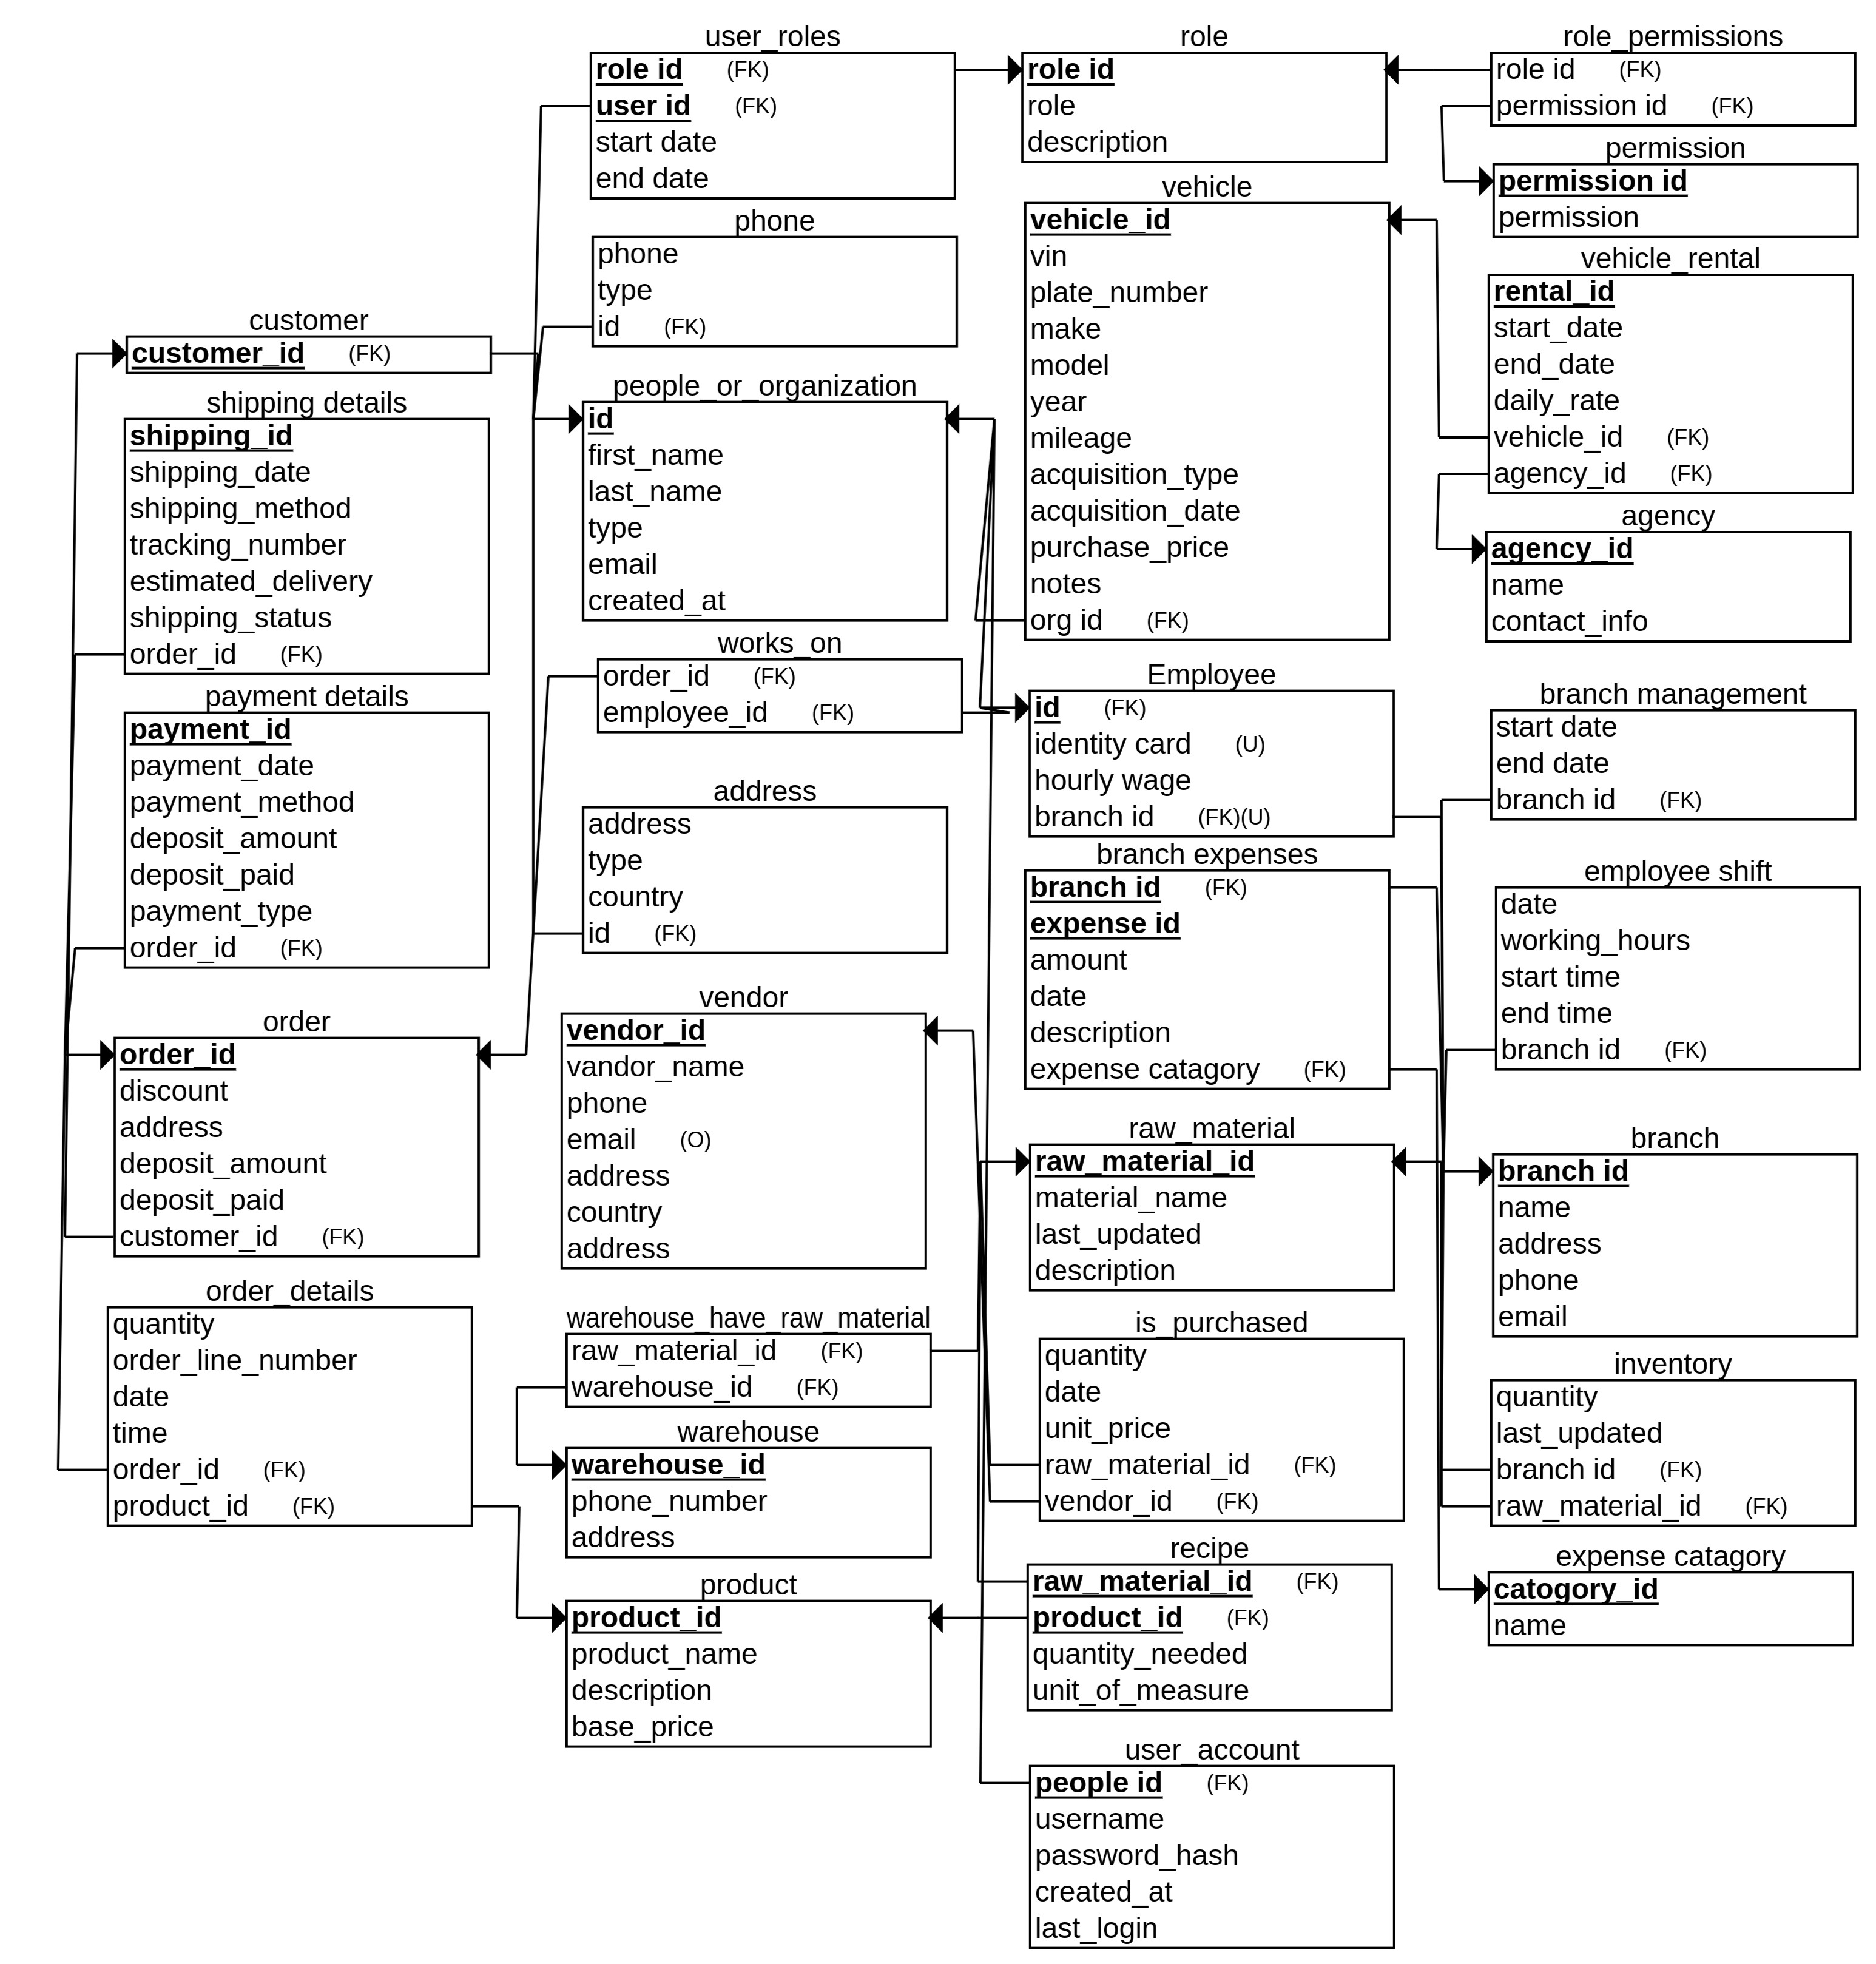 user_roles
role id (FK)
user id (FK)
start date
end date
role
role id
role
description
role_permissions
role id (FK)
permission id (FK)
permission
permission id
permission
phone
phone
type
id (FK)
vehicle
vehicle_id
vin
plate_number
make
model
year
mileage
acquisition_type
acquisition_date
purchase_price
notes
org id (FK)
vehicle_rental
rental_id
start_date
end_date
daily_rate
vehicle_id (FK)
agency_id (FK)
customer
customer_id (FK)
shipping details
shipping_id
shipping_date
shipping_method
tracking_number
estimated_delivery
shipping_status
order_id (FK)
people_or_organization
id
first_name
last_name
type
email
created_at
agency
agency_id
name
contact_info
works_on
order_id (FK)
employee_id (FK)
Employee
id (FK)
identity card (U)
hourly wage
branch id (FK)(U)
branch management
start date
end date
branch id (FK)
payment details
payment_id
payment_date
payment_method
deposit_amount
deposit_paid
payment_type
order_id (FK)
address
address
type
country
id (FK)
branch expenses
branch id (FK)
expense id
amount
date
description
expense catagory (FK)
employee shift
date
working_hours
start time
end time
branch id (FK)
order
order_id
discount
address
deposit_amount
deposit_paid
customer_id (FK)
vendor
vendor_id
vandor_name
phone
email (O)
address
country
address
raw_material
raw_material_id
material_name
last_updated
description
branch
branch id
name
address
phone
email
order_details
quantity
order_line_number
date
time
order_id (FK)
product_id (FK)
warehouse_have_raw_material
raw_material_id (FK)
warehouse_id (FK)
is_purchased
quantity
date
unit_price
raw_material_id (FK)
vendor_id (FK)
inventory
quantity
last_updated
branch id (FK)
raw_material_id (FK)
warehouse
warehouse_id
phone_number
address
recipe
raw_material_id (FK)
product_id (FK)
quantity_needed
unit_of_measure
expense catagory
catogory_id
name
product
product_id
product_name
description
base_price
user_account
people id (FK)
username
password_hash
created_at
last_login